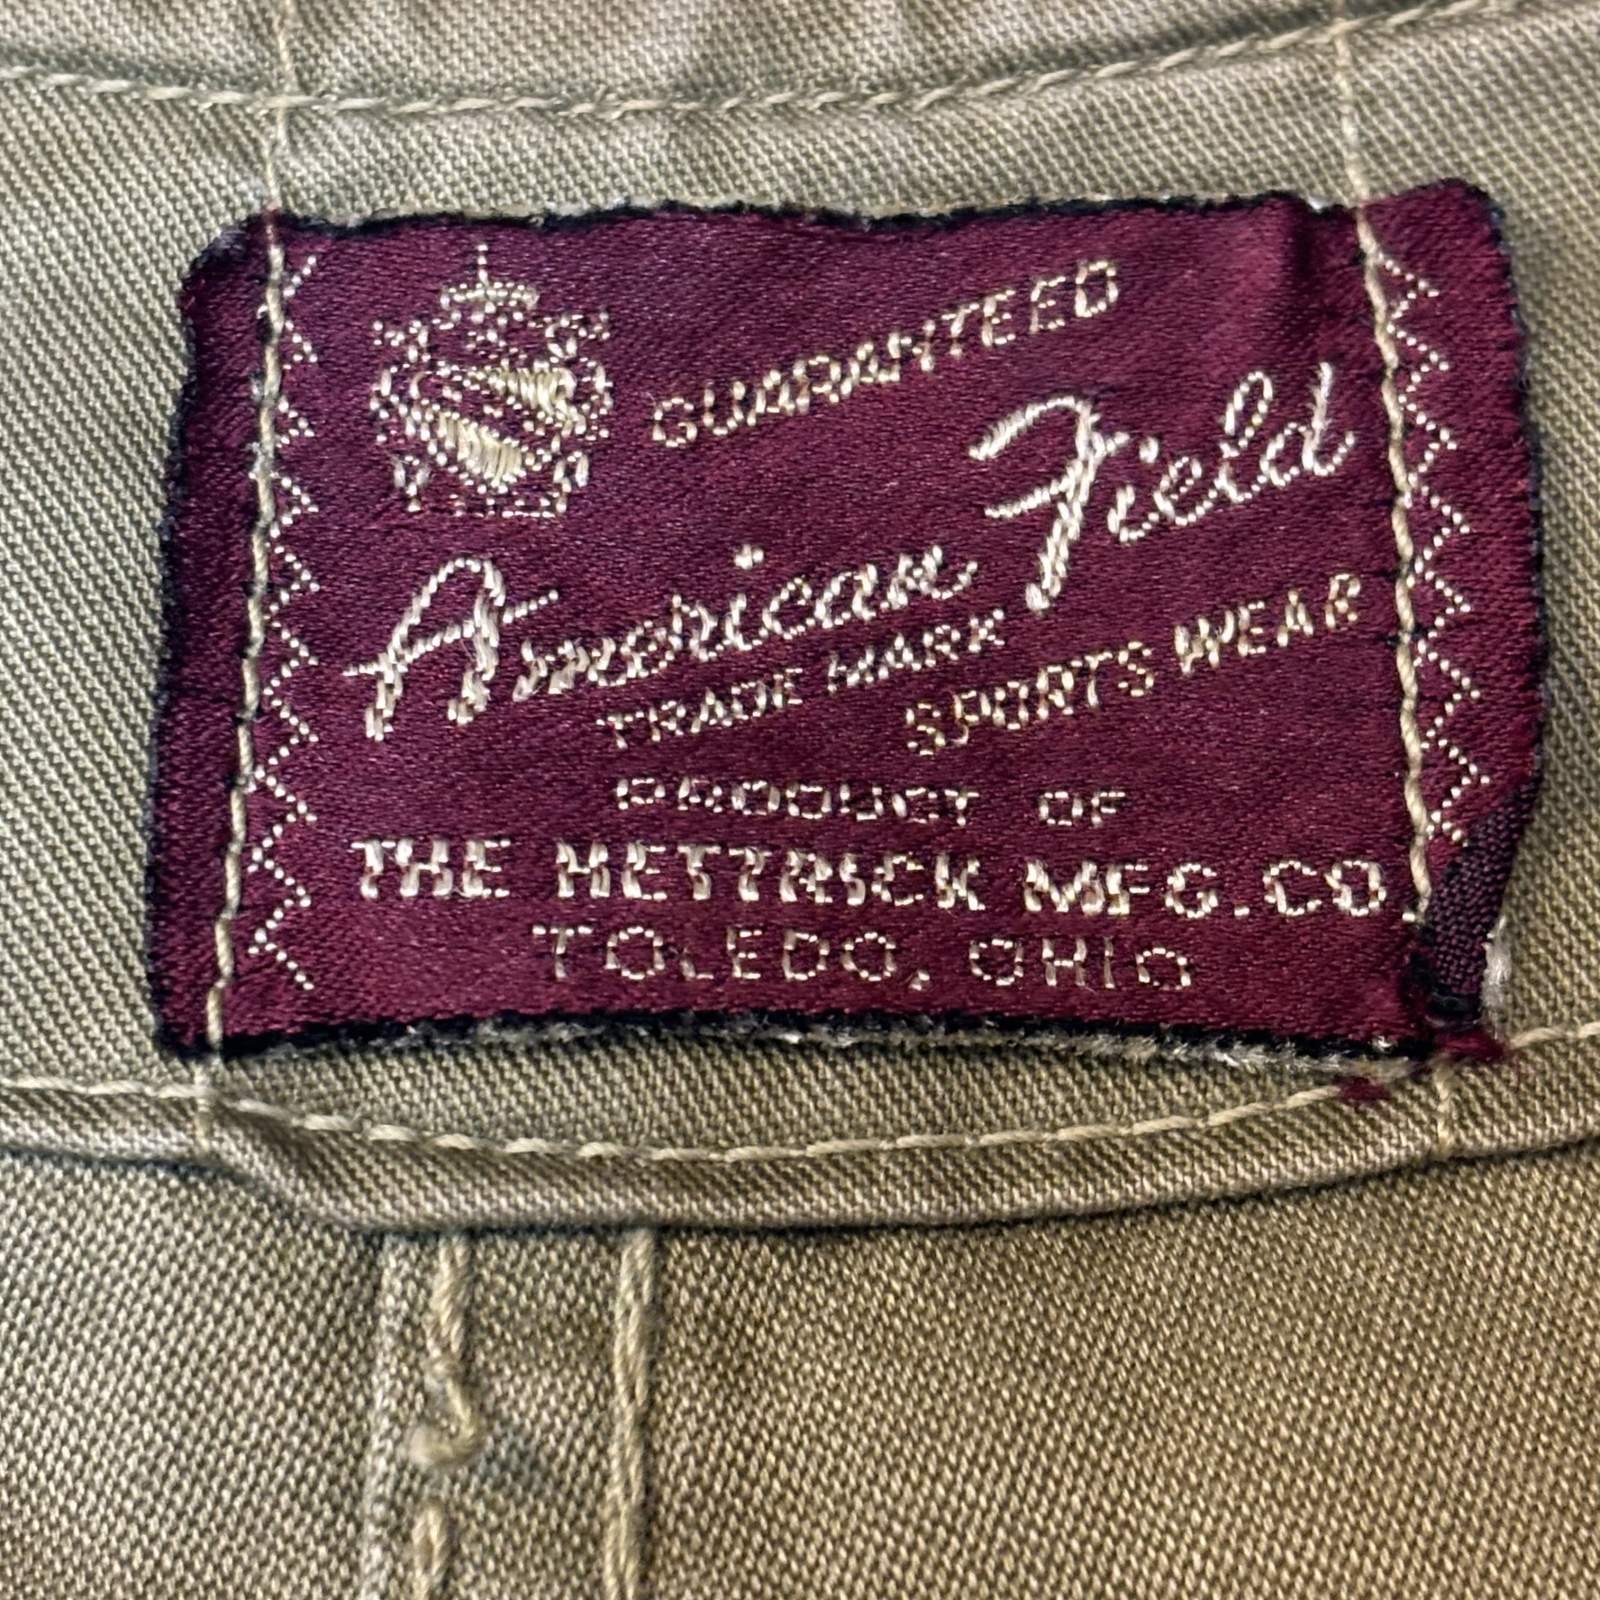 GUARANTEED
American Field
TRADE MARK
SPORTS WEAR
PRODUCT OF
THE HETTRICK MFG. CO.
TOLEDO, OHIO